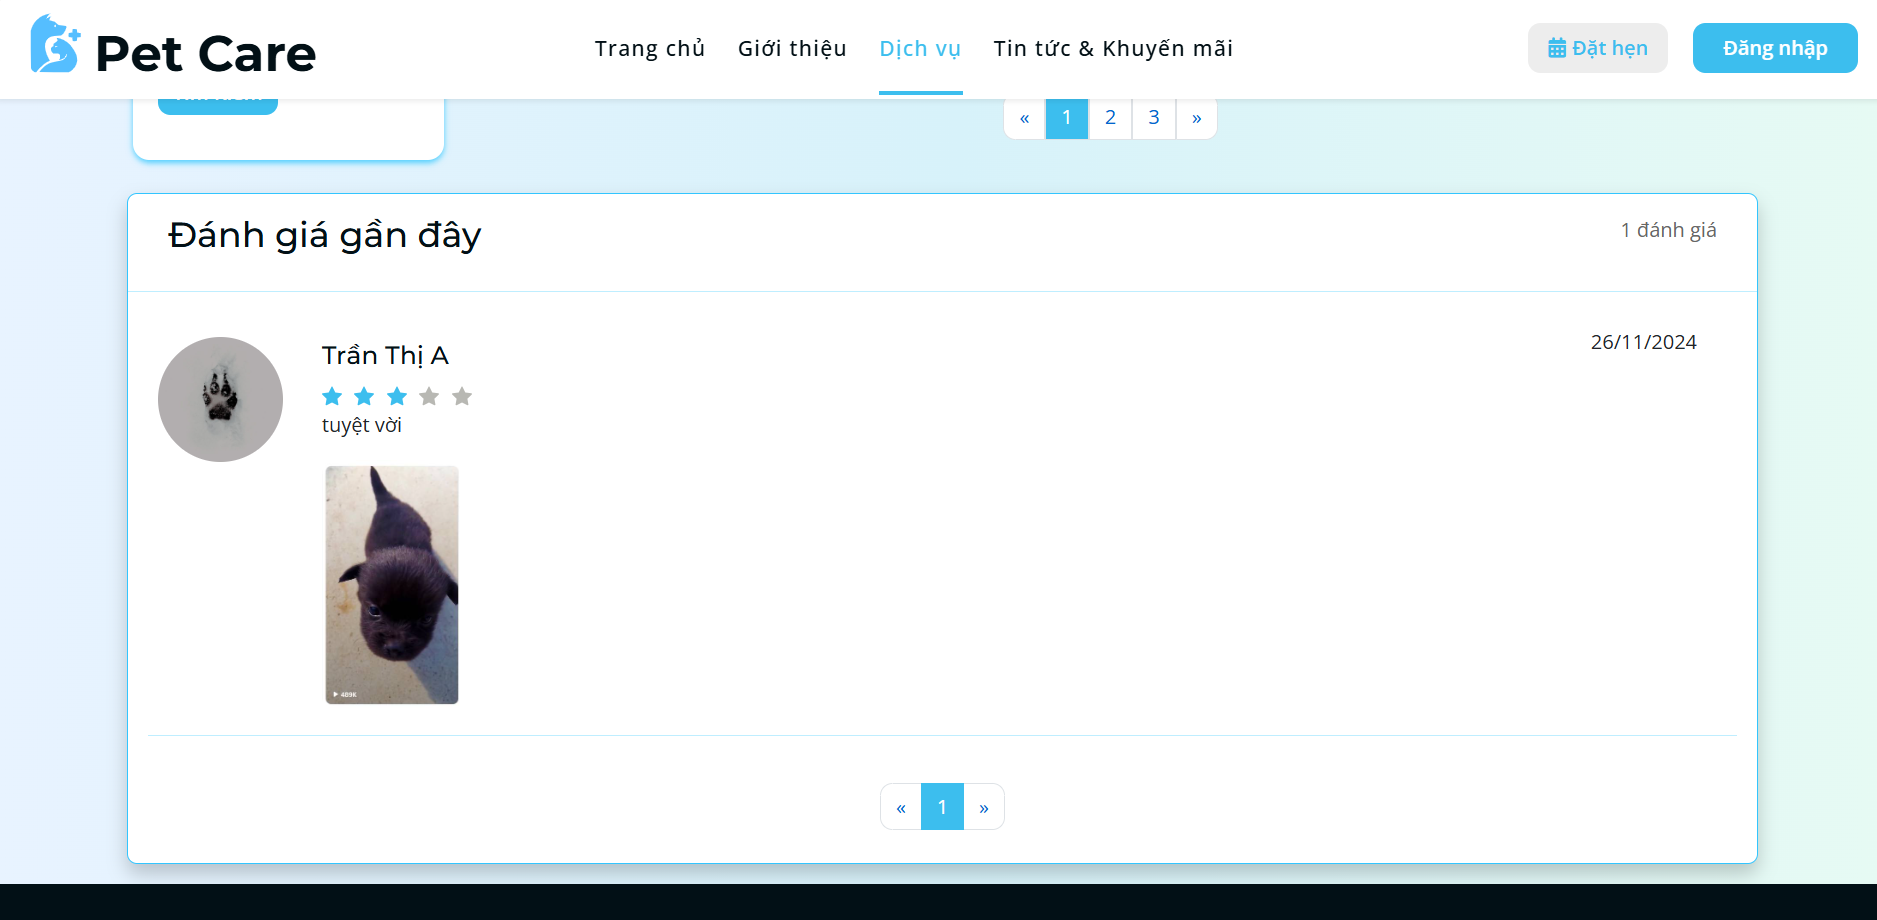 Pet Care
Trang chủ
Giới thiệu
Dịch vụ
Tin tức & Khuyến mãi
Đặt hẹn
Đăng nhập
« 1 2 3 »
Đánh giá gần đây
1 đánh giá
Trần Thị A
26/11/2024
tuyệt vời
409K
« 1 »